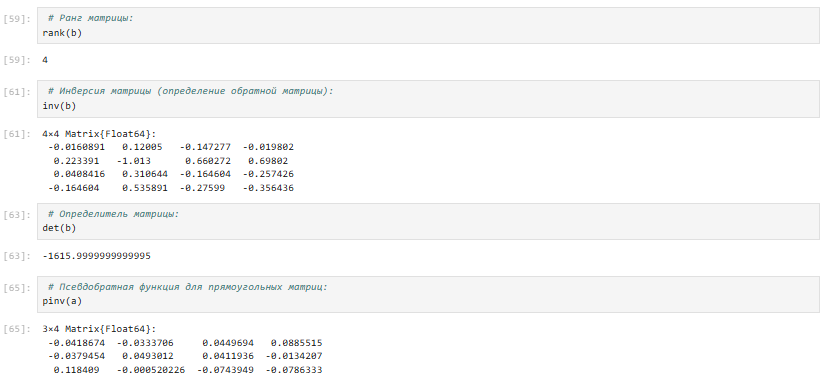 [59]: # Ранг матрицы:
rank(b)
[59]: 4
[61]: # Инверсия матрицы (определение обратной матрицы):
inv(b)
[61]: 4×4 Matrix{Float64}:
-0.0160891 0.12005 -0.147277 -0.019802
0.223391 -1.013 0.660272 0.69802
0.0408416 0.310644 -0.164604 -0.257426
-0.164604 0.535891 -0.27599 -0.356436
[63]: # Определитель матрицы:
det(b)
[63]: -1615.9999999999995
[65]: # Псевдобратная функция для прямоугольных матриц:
pinv(a)
[65]: 3×4 Matrix{Float64}:
-0.0418674 -0.0333706 0.0449694 0.0885515
-0.0379454 0.0493012 0.0411936 -0.0134207
0.118409 -0.000520226 -0.0743949 -0.0786333